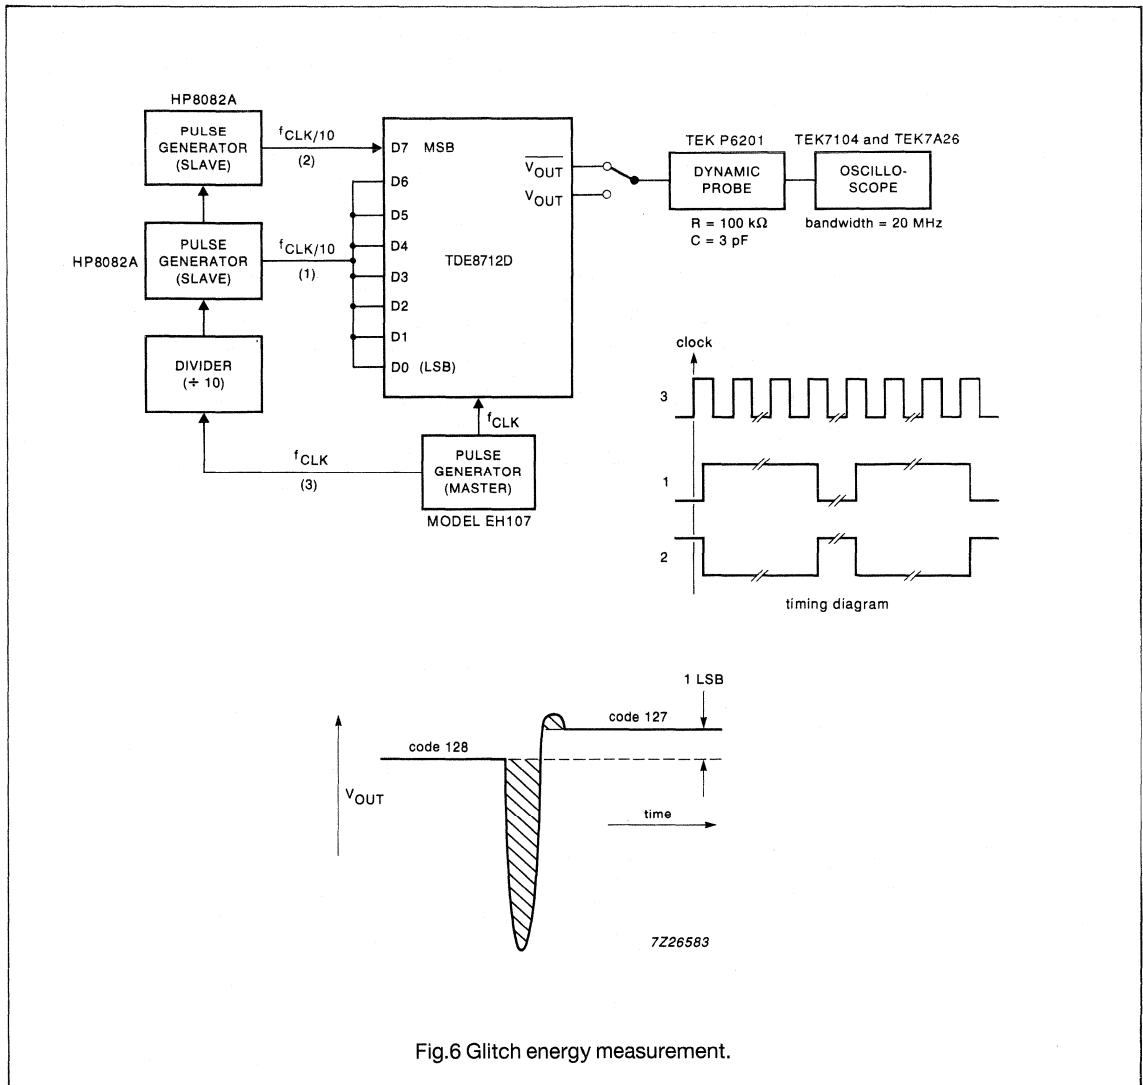 HP8082A
PULSE
GENERATOR
(SLAVE)
fCLK/10
(2)
HP8082A
PULSE
GENERATOR
(SLAVE)
fCLK/10
(1)
DIVIDER
(÷ 10)
fCLK
(3)
D7 MSB
D6
D5
D4
D3
D2
D1
D0 (LSB)
TDE8712D
VOUT
VOUT
fCLK
PULSE
GENERATOR
(MASTER)
MODEL EH107
TEK P6201
DYNAMIC
PROBE
R = 100 kΩ
C = 3 pF
TEK7104 and TEK7A26
OSCILLO-
SCOPE
bandwidth = 20 MHz
clock
3
1
2
timing diagram
1 LSB
code 127
code 128
VOUT
time
7Z26583
Fig.6 Glitch energy measurement.